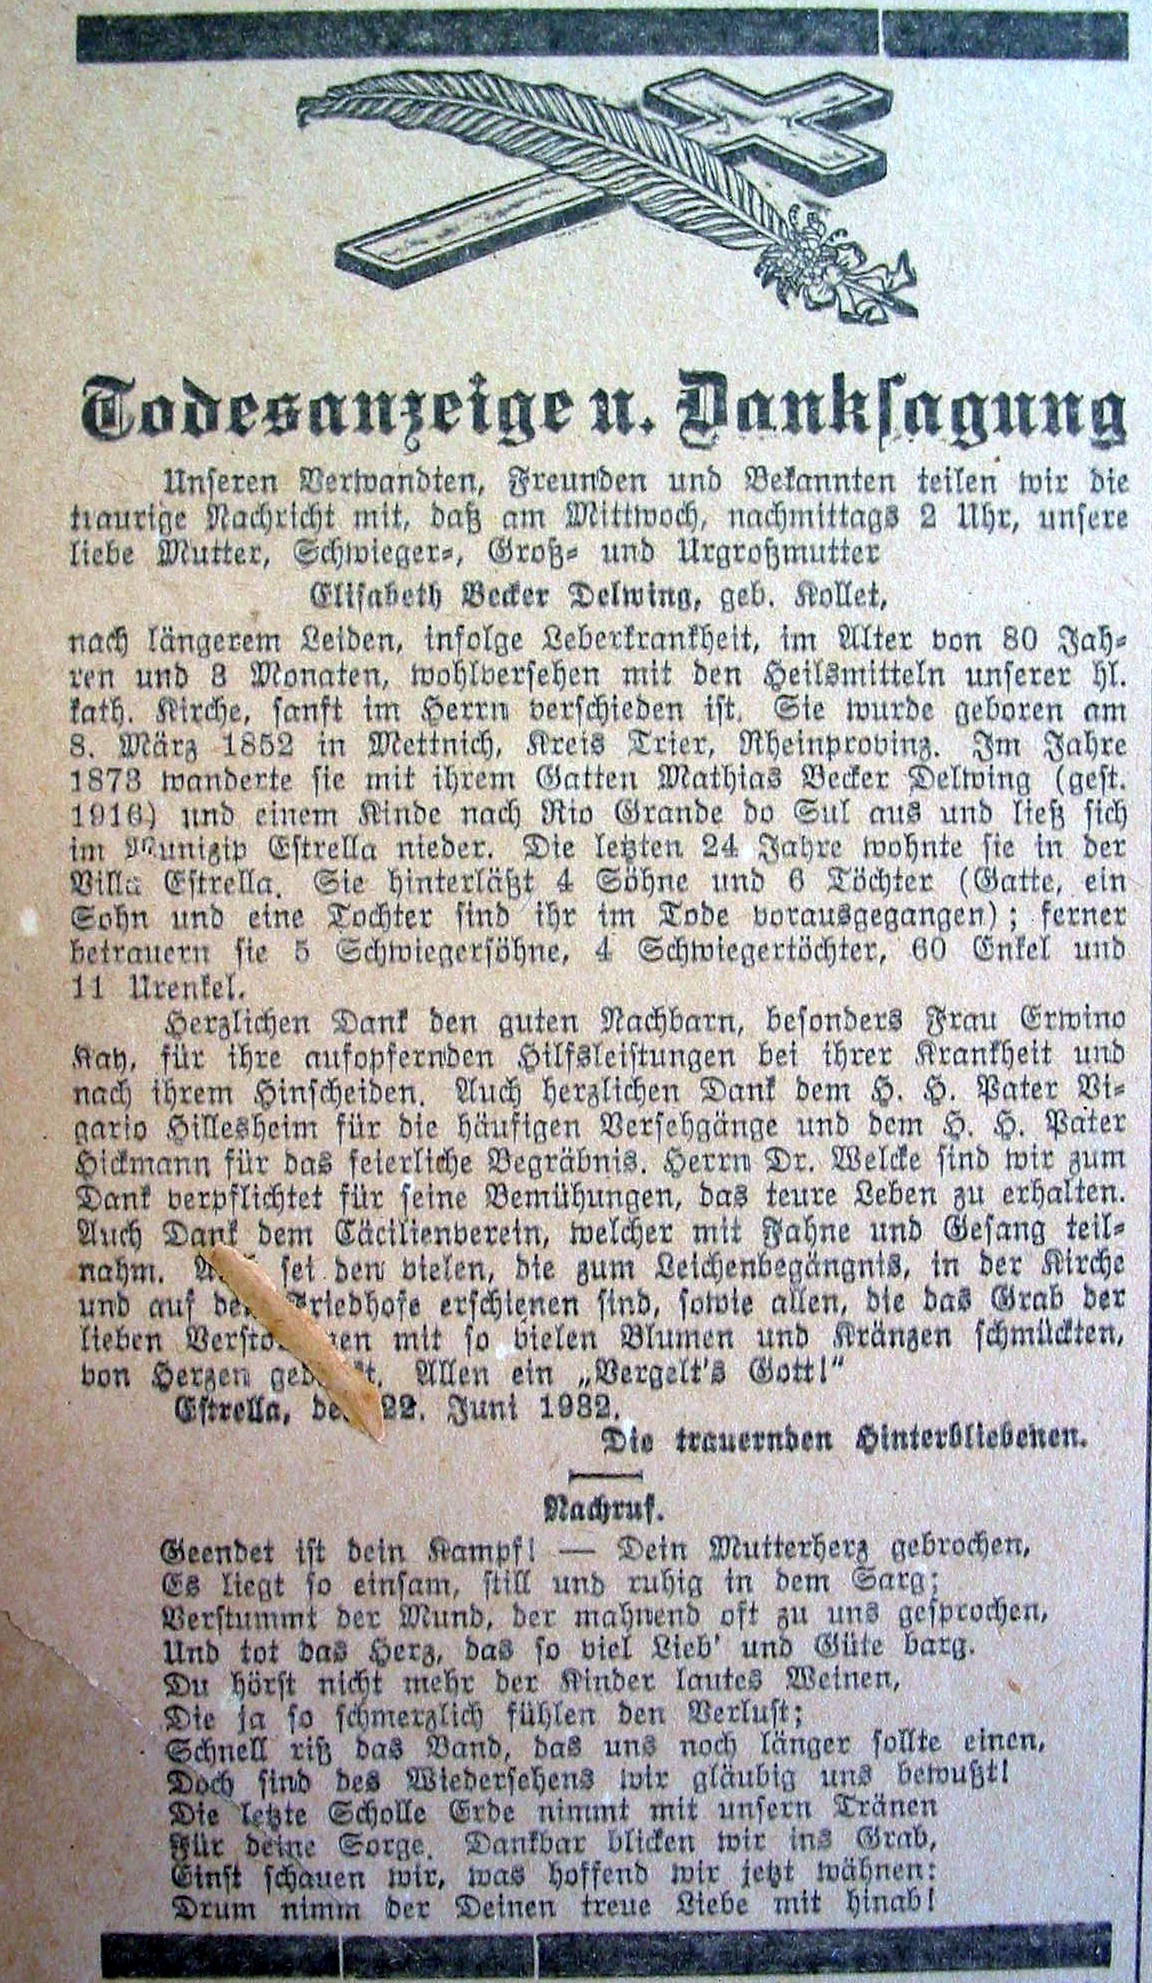 Todesanzeige u. Danksagung
Unseren Verwandten, Freunden und Bekannten teilen wir die
traurige Nachricht mit, daß am Mittwoch, nachmittags 2 Uhr, unsere
liebe Mutter, Schwieger-, Groß- und Urgroßmutter
Elisabeth Becker Delwing, geb. Kollet,
nach längerem Leiden, infolge Leberkrankheit, im Alter von 80 Jah-
ren und 3 Monaten, wohlversehen mit den Heilsmitteln unserer hl.
kath. Kirche, sanft im Herrn verschieden ist. Sie wurde geboren am
8. März 1852 in Mettnich, Kreis Trier, Rheinprovinz. Im Jahre
1873 wanderte sie mit ihrem Gatten Mathias Becker Delwing (gest.
1916) und einem Kinde nach Rio Grande do Sul aus und ließ sich
im Munizip Estrella nieder. Die letzten 24 Jahre wohnte sie in der
Villa Estrella. Sie hinterläßt 4 Söhne und 6 Töchter (Gatte, ein
Sohn und eine Tochter sind ihr im Tode vorausgegangen); ferner
betrauern sie 5 Schwiegersöhne, 4 Schwiegertöchter, 60 Enkel und
11 Urenkel.
Herzlichen Dank den guten Nachbarn, besonders Frau Erwino
Kay, für ihre aufopfernden Hilfsleistungen bei ihrer Krankheit und
nach ihrem Hinscheiden. Auch herzlichen Dank dem H. H. Pater Vi-
gario Hillesheim für die häufigen Versehgänge und dem H. H. Pater
Hickmann für das feierliche Begräbnis. Herrn Dr. Welcke sind wir zum
Dank verpflichtet für seine Bemühungen, das teure Leben zu erhalten.
Auch Dank dem Cäcilienverein, welcher mit Fahne und Gesang teil-
nahm. sei den vielen, die zum Leichenbegängnis, in der Kirche
und auf dem Friedhofe erschienen sind, sowie allen, die das Grab der
lieben Verstorbenen mit so vielen Blumen und Kränzen schmückten,
von Herzen gedankt. Allen ein „Vergelt's Gott!“
Estrella, den 22. Juni 1932.
Die trauernden Hinterbliebenen.
Nachruf.
Geendet ist dein Kampf! — Dein Mutterherz gebrochen,
Es liegt so einsam, still und ruhig in dem Sarg;
Verstummt der Mund, der mahnend oft zu uns gesprochen,
Und tot das Herz, das so viel Lieb' und Güte barg.
Du hörst nicht mehr der Kinder lautes Weinen,
Die ja so schmerzlich fühlen den Verlust;
Schnell riß das Band, das uns noch länger sollte einen,
Doch sind des Wiedersehens wir gläubig uns bewußt!
Die letzte Scholle Erde nimmt mit unsern Tränen
Für deine Sorge. Dankbar blicken wir ins Grab,
Einst schauen wir, was hoffend wir jetzt wähnen:
Drum nimm der Deinen treue Liebe mit hinab!